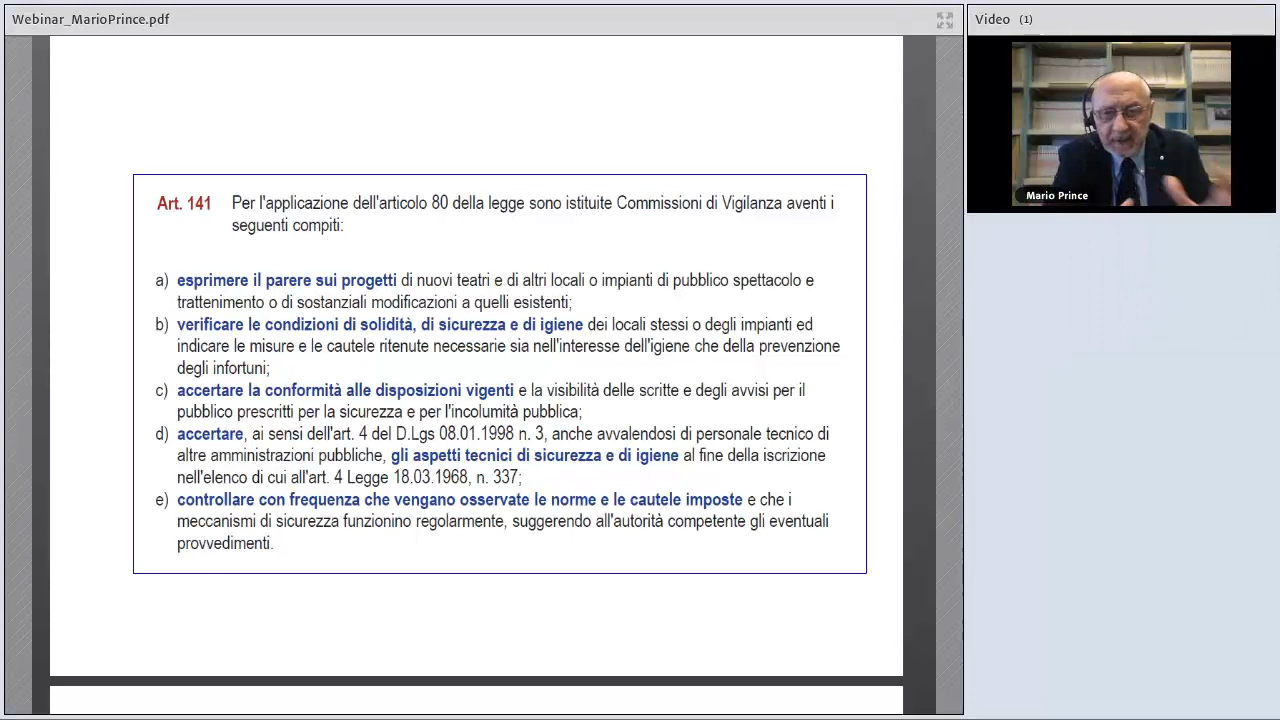 Webinar_MarioPrince.pdf
Video (1)
Mario Prince
Art. 141 Per l'applicazione dell'articolo 80 della legge sono istituite Commissioni di Vigilanza aventi i
seguenti compiti:
a) esprimere il parere sui progetti di nuovi teatri e di altri locali o impianti di pubblico spettacolo e
trattenimento o di sostanziali modificazioni a quelli esistenti;
b) verificare le condizioni di solidità, di sicurezza e di igiene dei locali stessi o degli impianti ed
indicare le misure e le cautele ritenute necessarie sia nell'interesse dell'igiene che della prevenzione
degli infortuni;
c) accertare la conformità alle disposizioni vigenti e la visibilità delle scritte e degli avvisi per il
pubblico prescritti per la sicurezza e per l'incolumità pubblica;
d) accertare, ai sensi dell'art. 4 del D.Lgs 08.01.1998 n. 3, anche avvalendosi di personale tecnico di
altre amministrazioni pubbliche, gli aspetti tecnici di sicurezza e di igiene al fine della iscrizione
nell'elenco di cui all'art. 4 Legge 18.03.1968, n. 337;
e) controllare con frequenza che vengano osservate le norme e le cautele imposte e che i
meccanismi di sicurezza funzionino regolarmente, suggerendo all'autorità competente gli eventuali
provvedimenti.